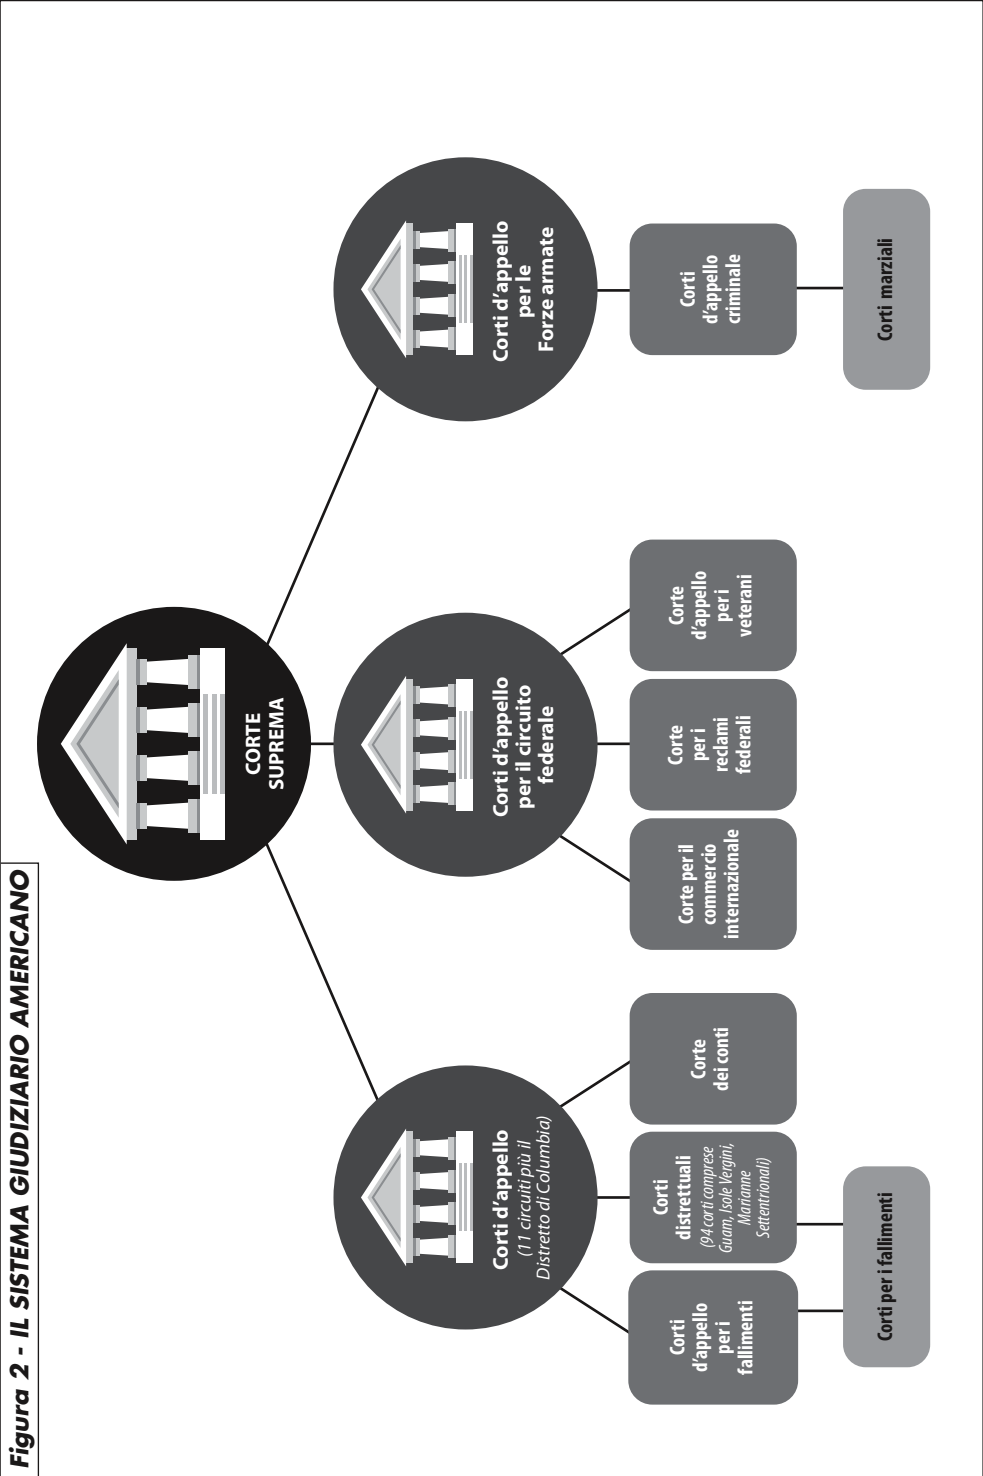 Figura 2 - IL SISTEMA GIUDIZIARIO AMERICANO
CORTE
SUPREMA
Corti d'appello
(11 circuiti più il
Distretto di Columbia)
Corti d'appello
per il circuito
federale
Corti d'appello
per le
Forze armate
Corti
d'appello
per i
fallimenti
Corti
distrettuali
(94 corti comprese
Guam, Isole Vergini,
Marianne
Settentrionali)
Corte
dei conti
Corte per il
commercio
internazionale
Corte
per i
reclami
federali
Corte
d'appello
per i
veterani
Corti
d'appello
criminale
Corti per i fallimenti
Corti marziali